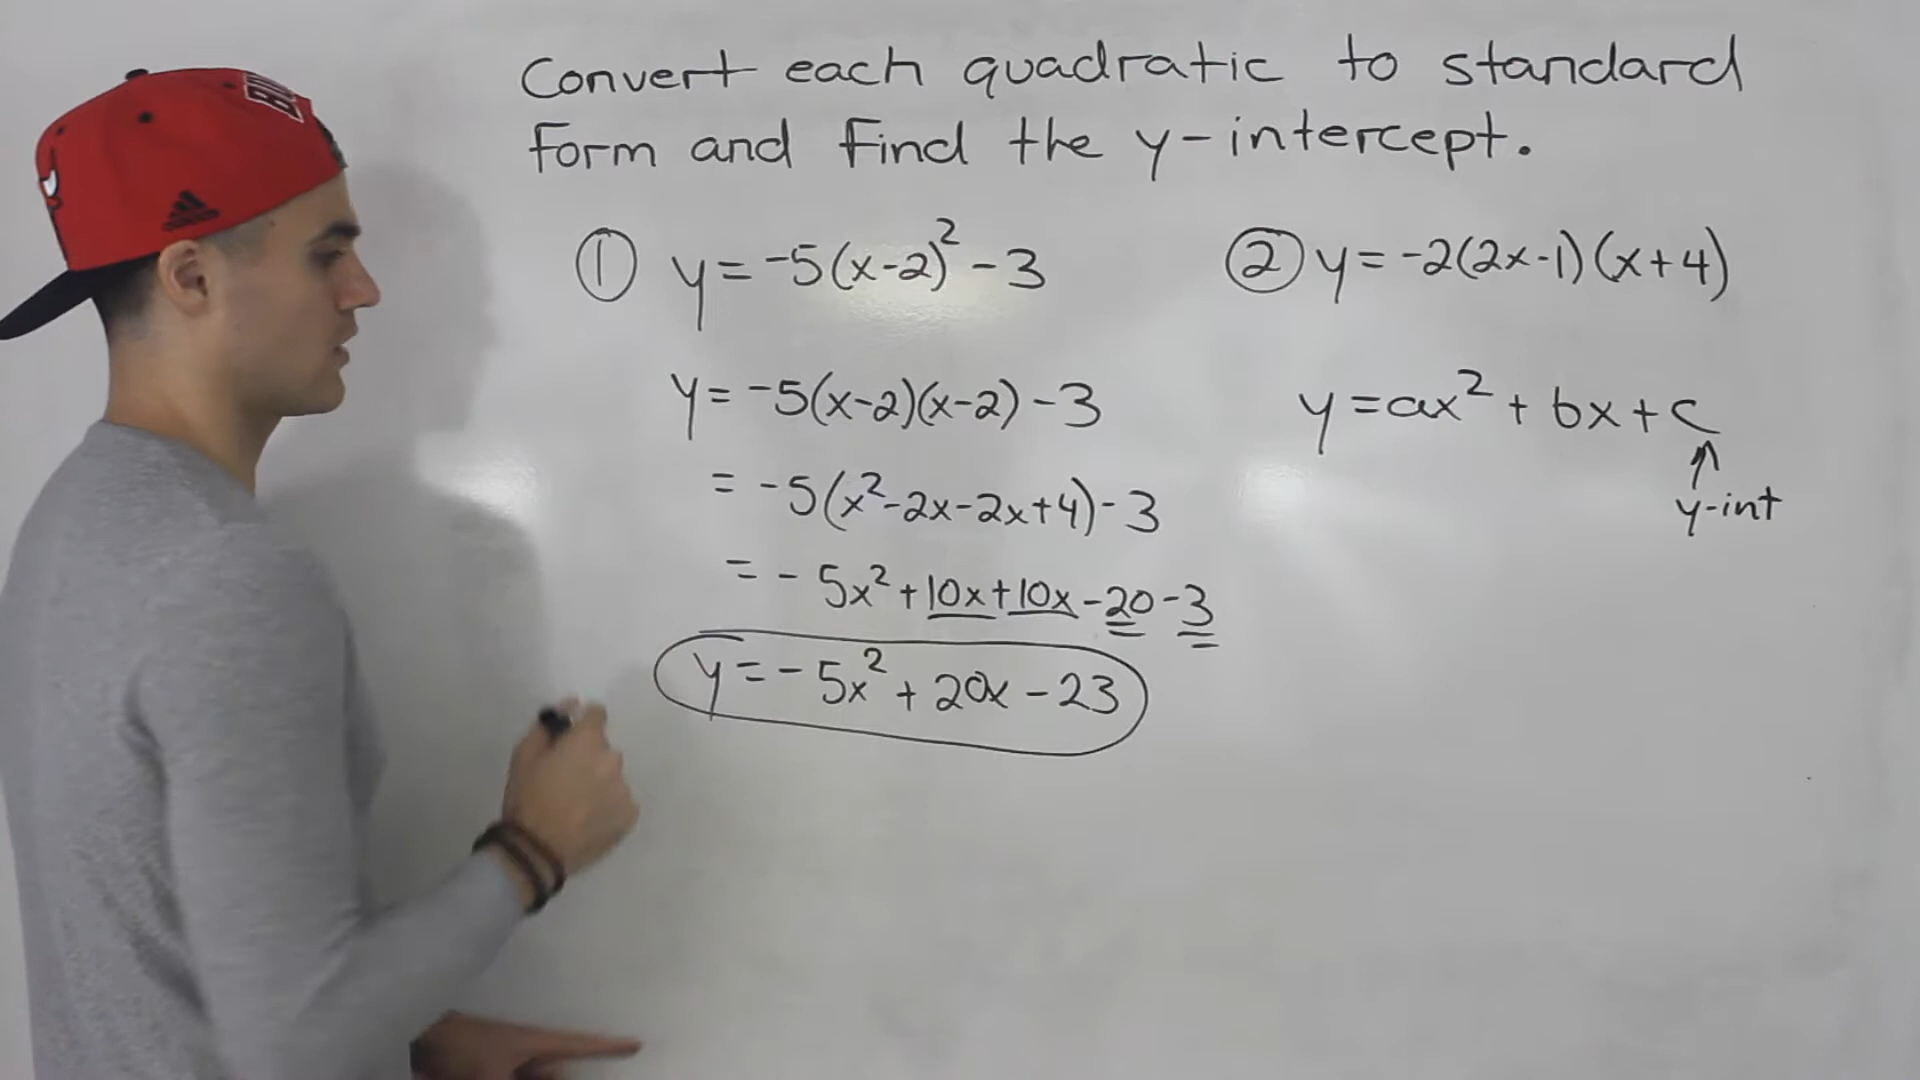 Convert each quadratic to standard
form and find the y-intercept.
① y = -5(x-2)² - 3
y = -5(x-2)(x-2) - 3
= -5(x²-2x-2x+4) - 3
= - 5x² + 10x + 10x - 20 - 3
y = - 5x² + 20x - 23
② y = -2(2x-1)(x+4)
y = ax² + bx + c
↑
y-int